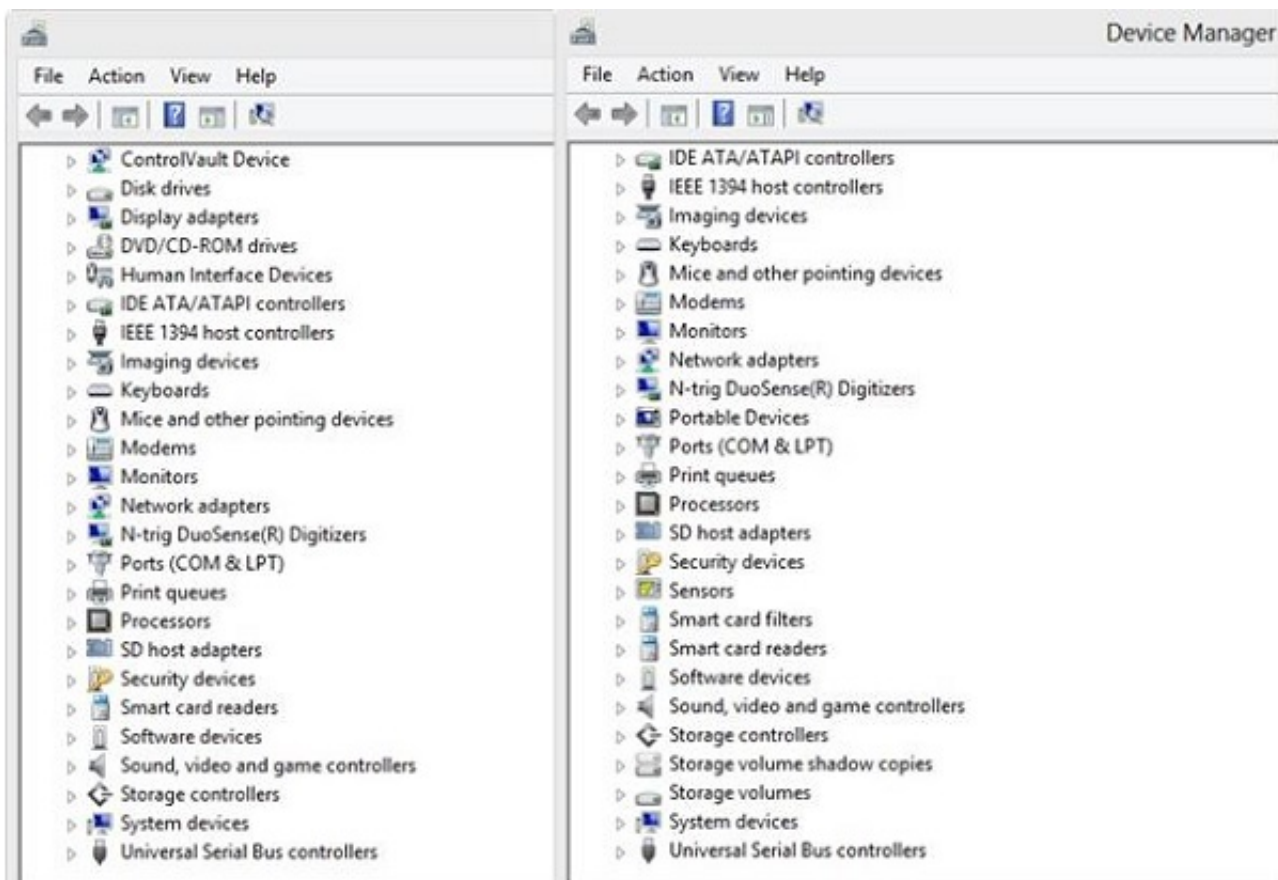 File Action View Help
ControlVault Device
Disk drives
Display adapters
DVD/CD-ROM drives
Human Interface Devices
IDE ATA/ATAPI controllers
IEEE 1394 host controllers
Imaging devices
Keyboards
Mice and other pointing devices
Modems
Monitors
Network adapters
N-trig DuoSense(R) Digitizers
Ports (COM & LPT)
Print queues
Processors
SD host adapters
Security devices
Smart card readers
Software devices
Sound, video and game controllers
Storage controllers
System devices
Universal Serial Bus controllers
Device Manager
File Action View Help
IDE ATA/ATAPI controllers
IEEE 1394 host controllers
Imaging devices
Keyboards
Mice and other pointing devices
Modems
Monitors
Network adapters
N-trig DuoSense(R) Digitizers
Portable Devices
Ports (COM & LPT)
Print queues
Processors
SD host adapters
Security devices
Sensors
Smart card filters
Smart card readers
Software devices
Sound, video and game controllers
Storage controllers
Storage volume shadow copies
Storage volumes
System devices
Universal Serial Bus controllers